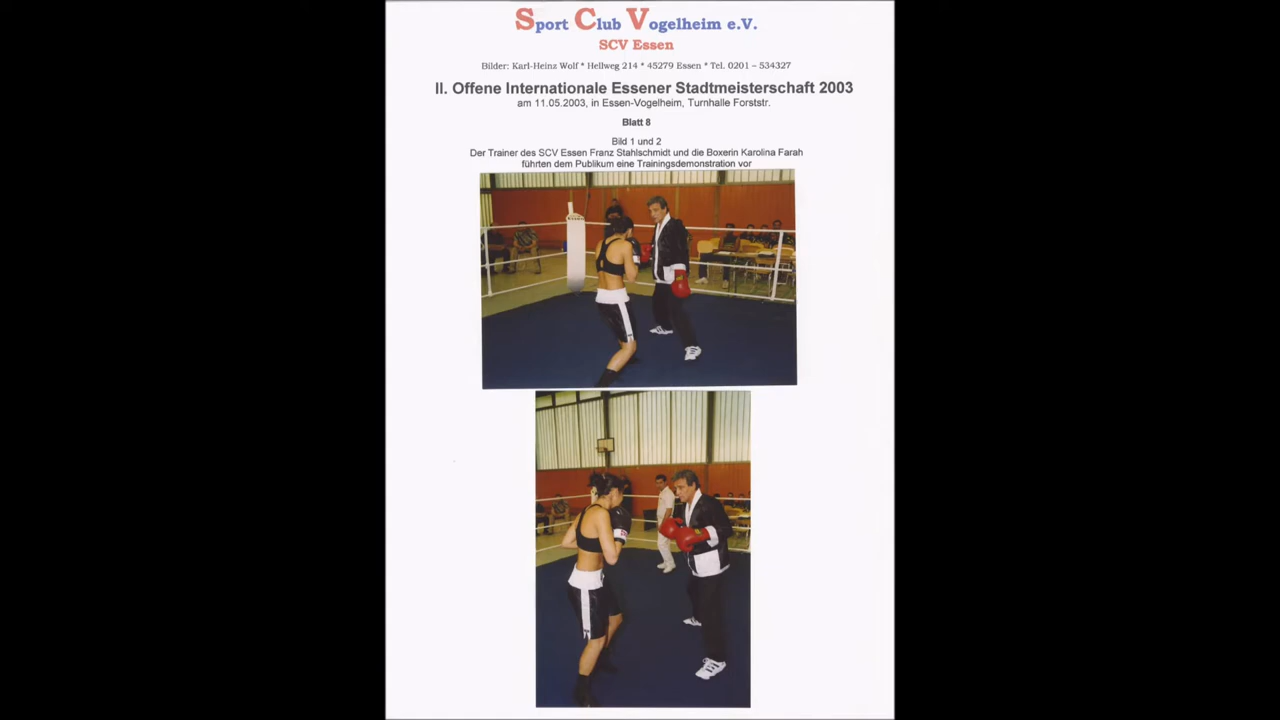 Sport Club Vogelheim e.V.
SCV Essen
Bilder: Karl-Heinz Wolf * Hellweg 214 * 45279 Essen * Tel. 0201 – 534327
II. Offene Internationale Essener Stadtmeisterschaft 2003
am 11.05.2003, in Essen-Vogelheim, Turnhalle Forststr.
Blatt 8
Bild 1 und 2
Der Trainer des SCV Essen Franz Stahlschmidt und die Boxerin Karolina Farah
führten dem Publikum eine Trainingsdemonstration vor